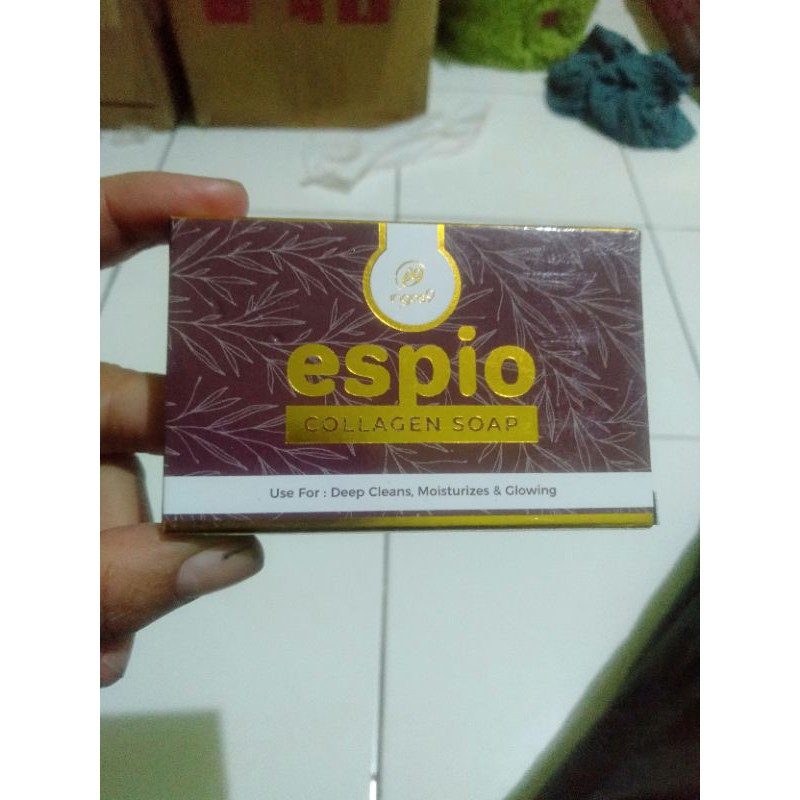 espio
COLLAGEN SOAP
Use For : Deep Cleans, Moisturizes & Glowing